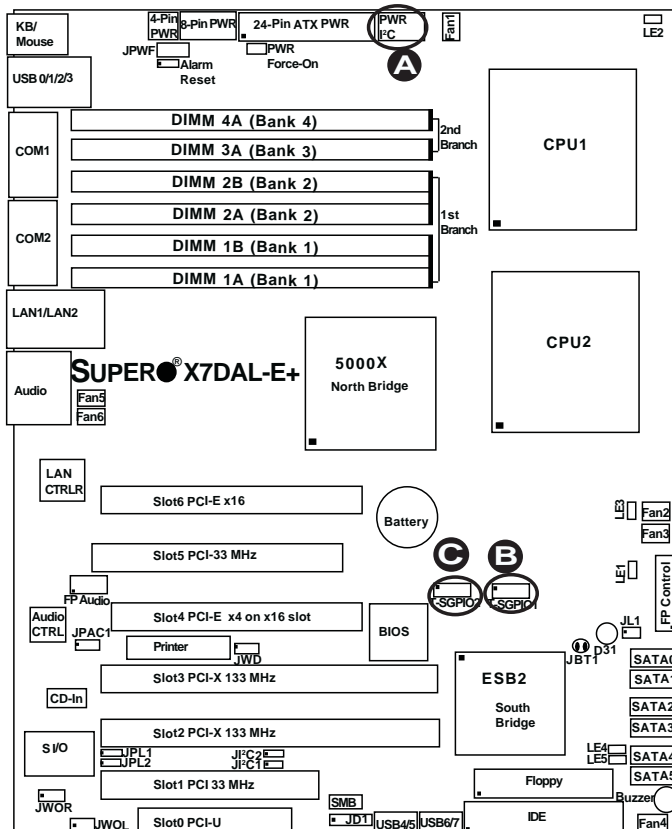 KB/
Mouse
4-Pin
PWR
8-Pin PWR
24-Pin ATX PWR
PWR
I²C
Fan1
LE2
JPWF
Alarm
Reset
PWR
Force-On
A
USB 0/1/2/3
DIMM 4A (Bank 4)
DIMM 3A (Bank 3)
2nd
Branch
CPU1
COM1
DIMM 2B (Bank 2)
DIMM 2A (Bank 2)
DIMM 1B (Bank 1)
DIMM 1A (Bank 1)
1st
Branch
COM2
LAN1/LAN2
CPU2
SUPER® X7DAL-E+
5000X
North Bridge
Audio
Fan5
Fan6
LAN
CTRLR
Slot6 PCI-E x16
Battery
LE3
Fan2
Fan3
Slot5 PCI-33 MHz
C
B
LE1
FP Control
FP Audio
T-SGPIO2
T-SGPIO1
Audio
CTRL
Slot4 PCI-E x4 on x16 slot
BIOS
JL1
JPAC1
Printer
JWD
D31
JBT1
Slot3 PCI-X 133 MHz
ESB2
South
Bridge
SATA0
SATA1
CD-In
SATA2
SATA3
Slot2 PCI-X 133 MHz
S I/O
JPL1
JPL2
JI²C2
JI²C1
LE4
LE5
SATA4
SATA5
Slot1 PCI 33 MHz
Floppy
Buzzer
JWOR
SMB
JWOL
Slot0 PCI-U
JD1
USB4/5
USB6/7
IDE
Fan4